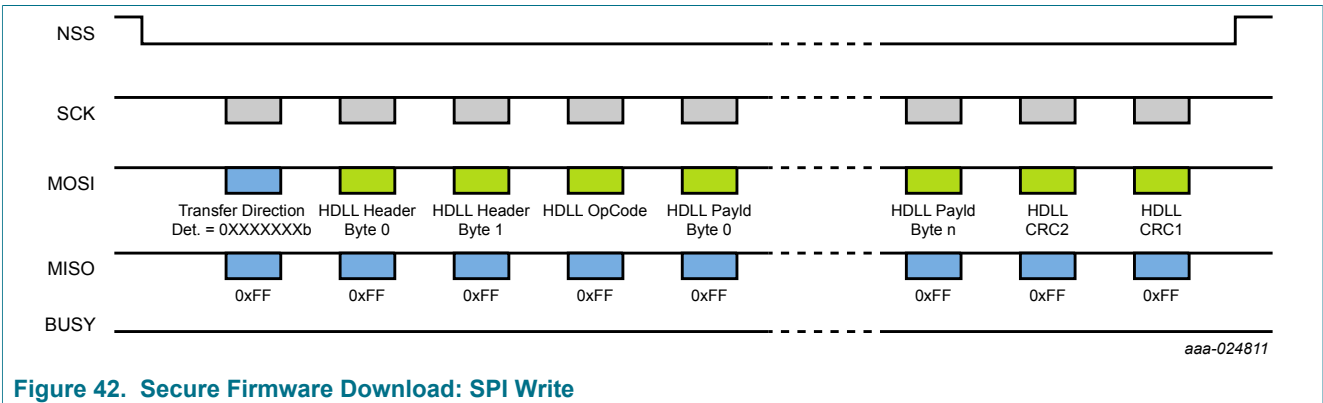 NSS
SCK
MOSI
Transfer Direction
Det. = 0XXXXXXXb
HDLL Header
Byte 0
HDLL Header
Byte 1
HDLL OpCode
HDLL Payld
Byte 0
HDLL Payld
Byte n
HDLL
CRC2
HDLL
CRC1
MISO
0xFF
0xFF
0xFF
0xFF
0xFF
0xFF
0xFF
0xFF
BUSY
aaa-024811
Figure 42. Secure Firmware Download: SPI Write